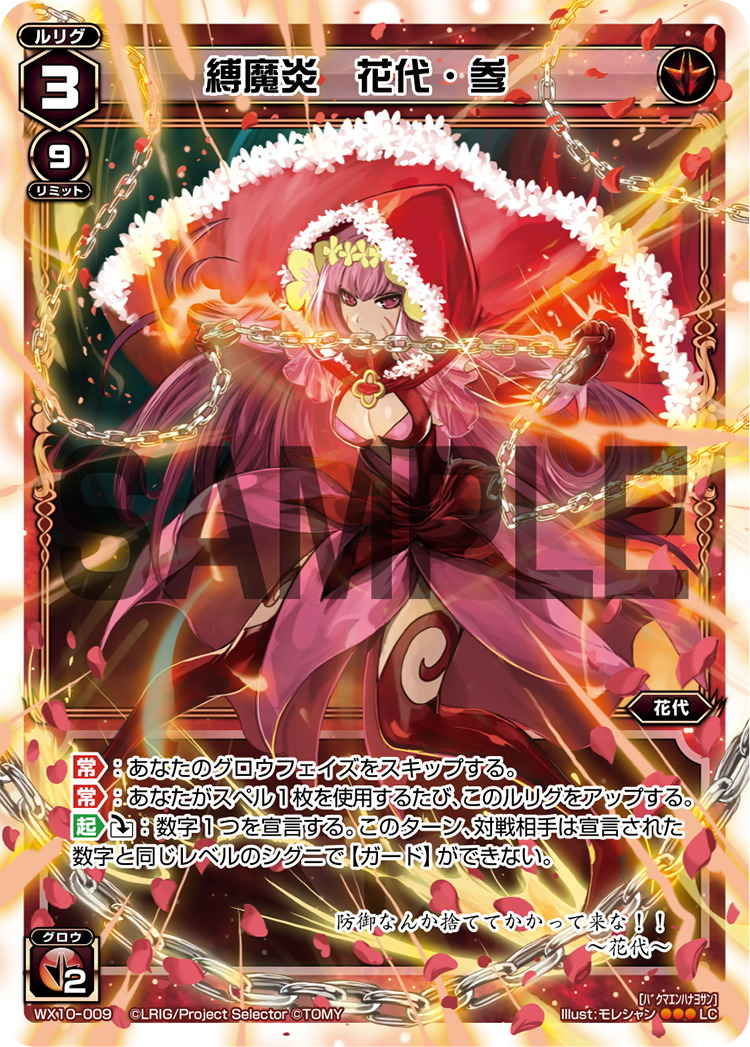 ルリグ
3
縛魔炎　花代・参
9
リミット
SAMPLE
花代
常：あなたのグロウフェイズをスキップする。
常：あなたがスペル１枚を使用するたび、このルリグをアップする。
起：数字１つを宣言する。このターン、対戦相手は宣言された
数字と同じレベルのシグニで【ガード】ができない。
防御なんか捨ててかかって来な！！
～花代～
グロウ
2
[バクマエンハナヨサン]
WX10-009 ©LRIG/Project Selector ©TOMY Illust:モレシャン LC